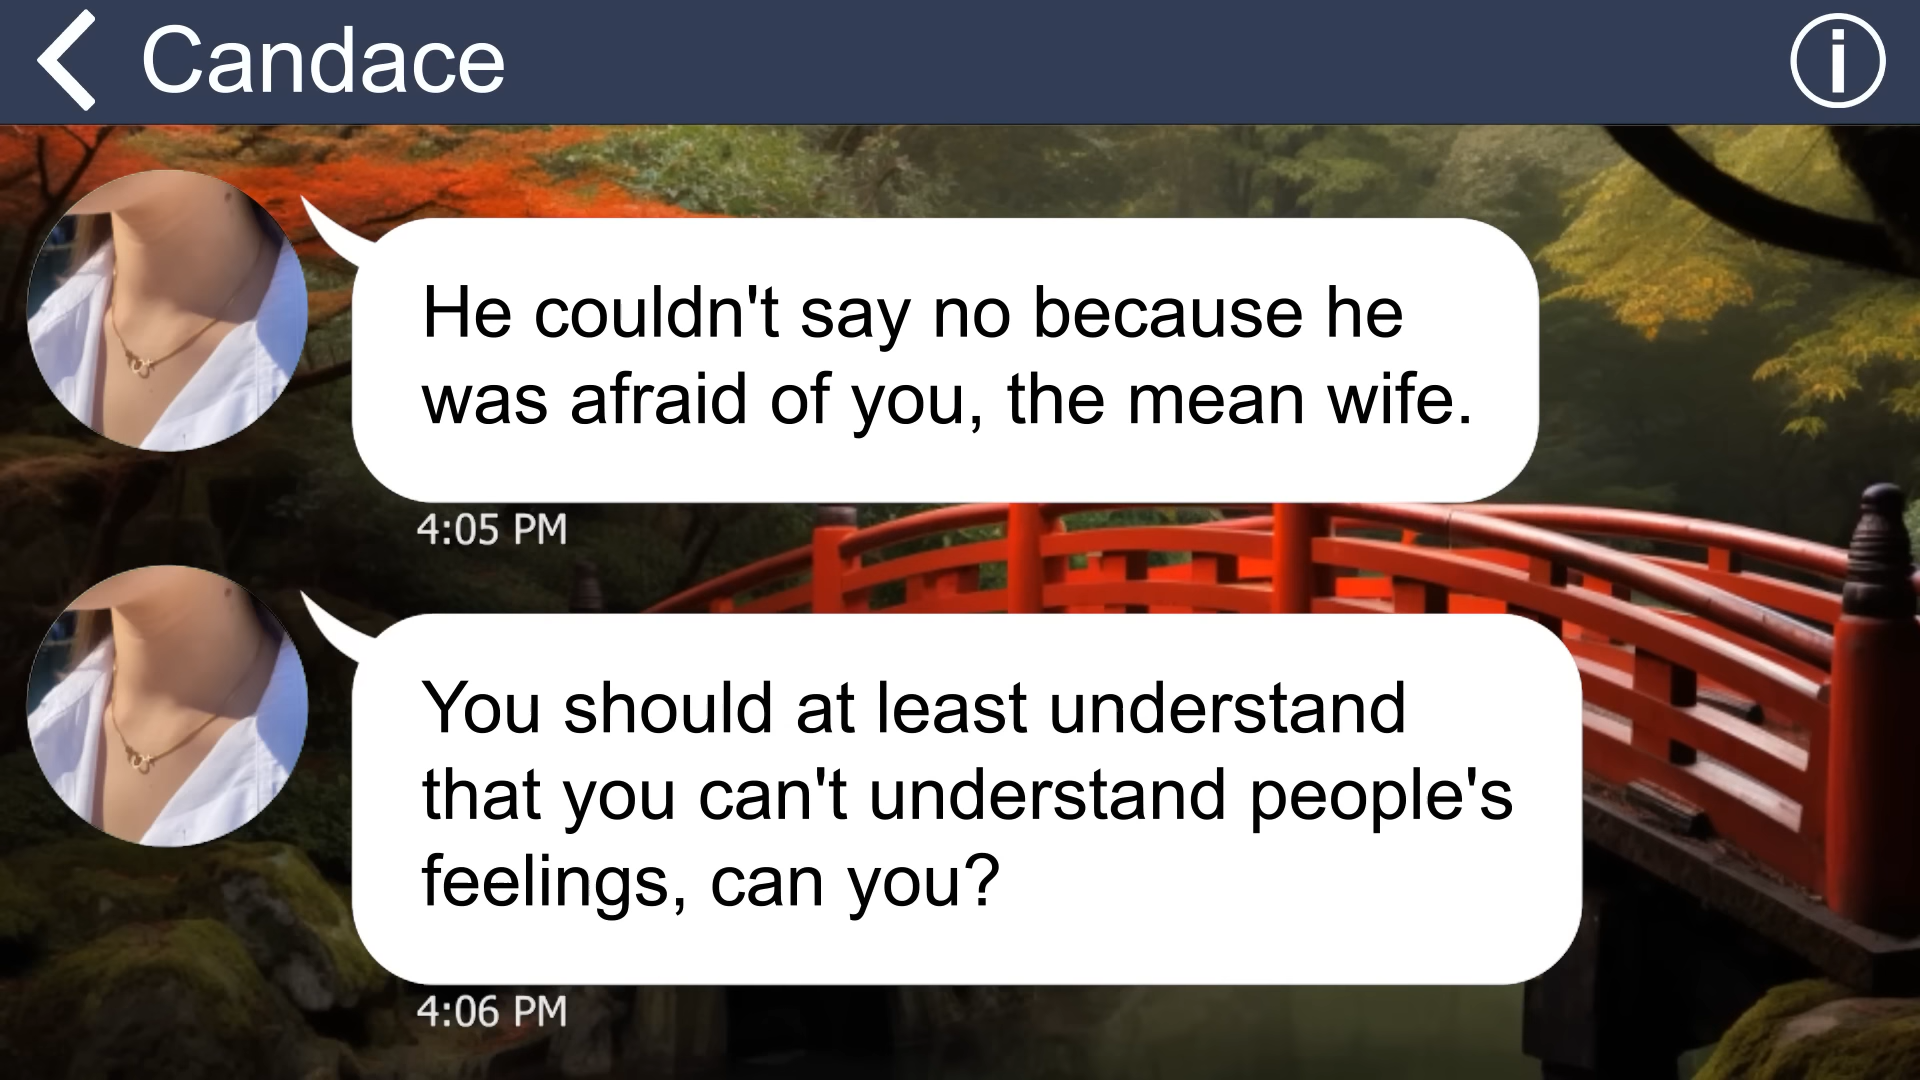 Candace
He couldn't say no because he
was afraid of you, the mean wife.
4:05 PM
You should at least understand
that you can't understand people's
feelings, can you?
4:06 PM